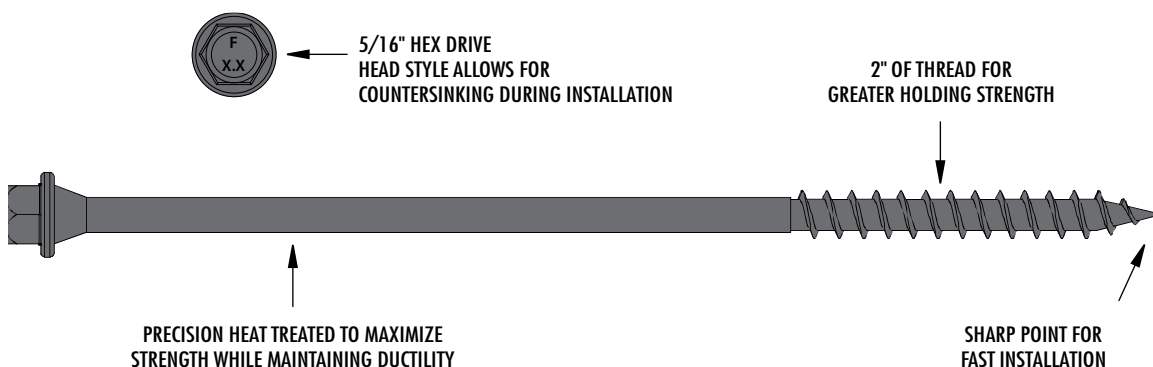 F
X.X
5/16" HEX DRIVE
HEAD STYLE ALLOWS FOR
COUNTERSINKING DURING INSTALLATION
2" OF THREAD FOR
GREATER HOLDING STRENGTH
PRECISION HEAT TREATED TO MAXIMIZE
STRENGTH WHILE MAINTAINING DUCTILITY
SHARP POINT FOR
FAST INSTALLATION